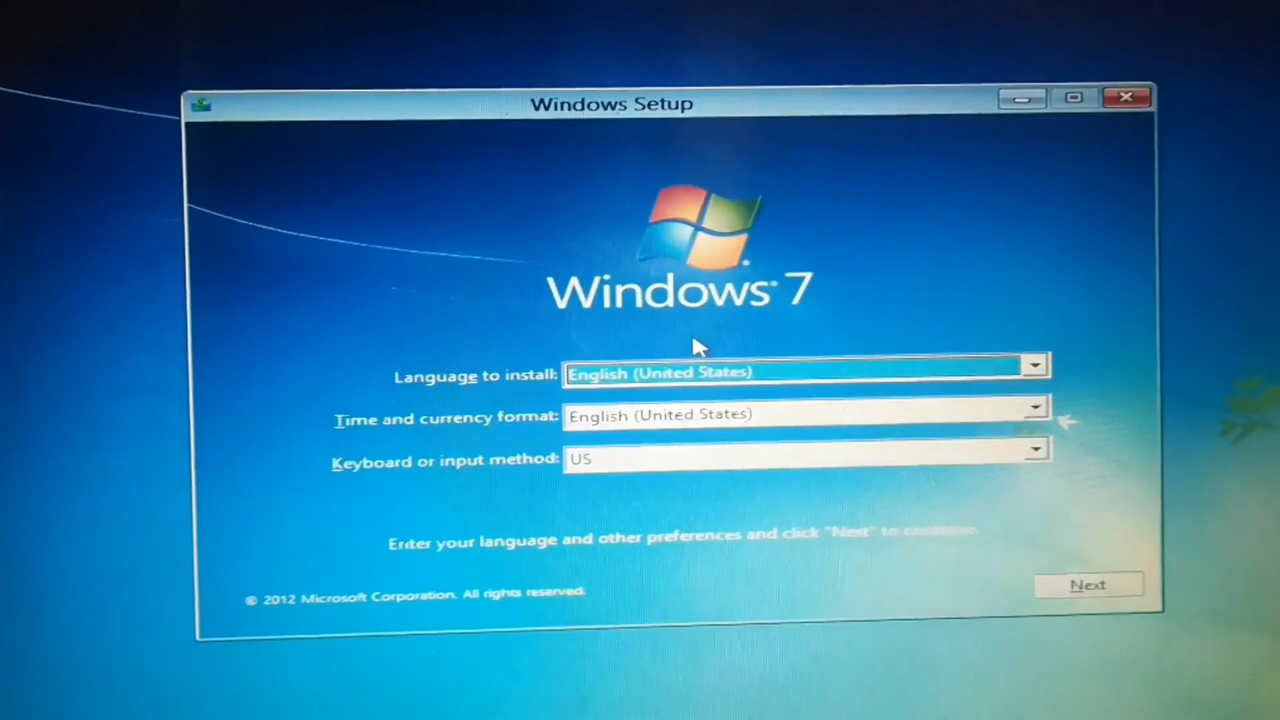 Windows Setup
Windows® 7
Language to install: English (United States)
Time and currency format: English (United States)
Keyboard or input method: US
Enter your language and other preferences and click "Next" to continue.
© 2012 Microsoft Corporation. All rights reserved.
Next